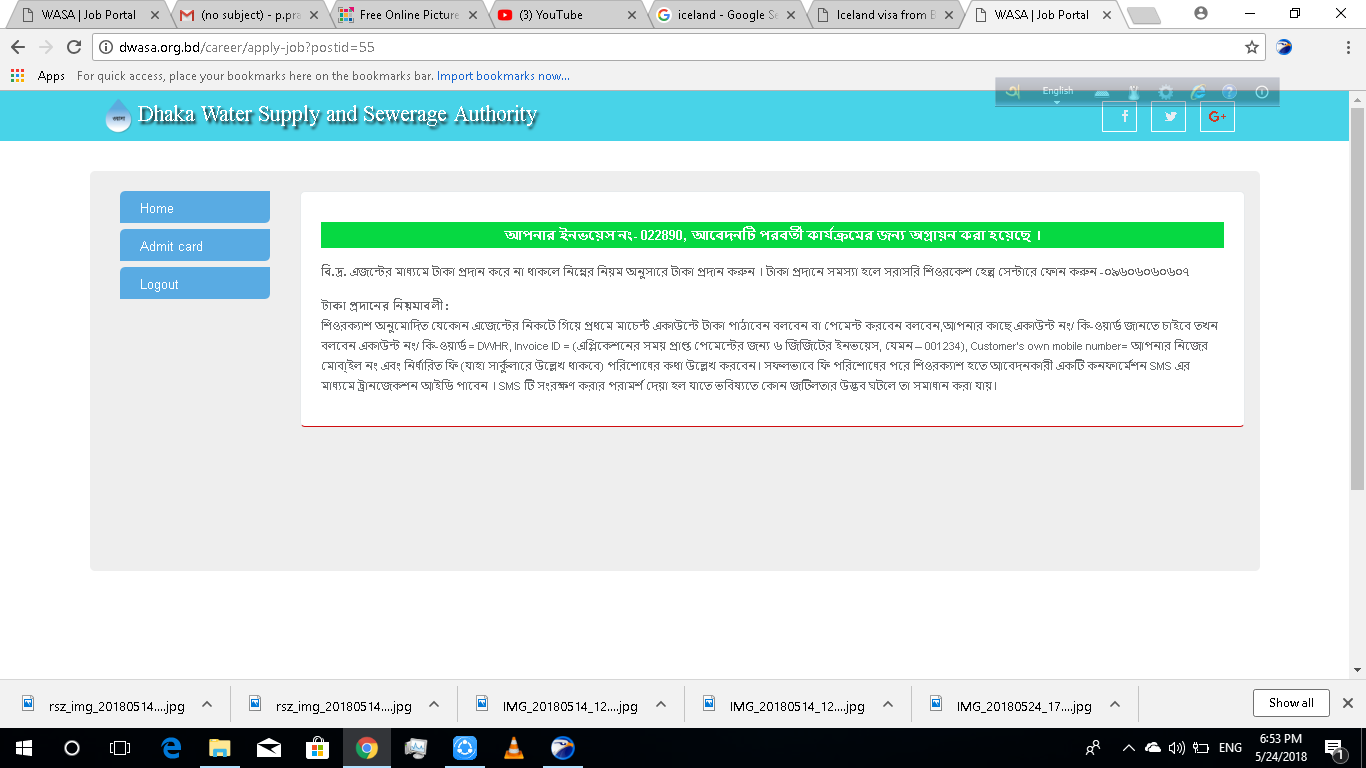 WASA | Job Portal
(no subject) - p.pra
Free Online Picture
(3) YouTube
iceland - Google Se
Iceland visa from B
WASA | Job Portal
dwasa.org.bd/career/apply-job?postid=55
Apps For quick access, place your bookmarks here on the bookmarks bar. Import bookmarks now...
English
Dhaka Water Supply and Sewerage Authority
Home
Admit card
Logout
আপনার ইনভয়েস নং- 022890, আবেদনটি পরবর্তী কার্যক্রমের জন্য অগ্রায়ন করা হয়েছে ।
বি.দ্র. এজন্টের মাধ্যমে টাকা প্রদান করে না থাকলে নিম্নের নিয়ম অনুসারে টাকা প্রদান করুন । টাকা প্রদানে সমস্যা হলে সরাসরি শিওরকেশ হেল্প সেন্টারে ফোন করুন -০৯৬০৬০৬০৬০৭
টাকা প্রদানের নিয়মাবলী :
শিওরক্যাশ অনুমোদিত যেকোন এজেন্টের নিকটে গিয়ে প্রথমে মাচেন্ট একাউন্টে টাকা পাঠাবেন বলবেন বা পেমেন্ট করবেন বলবেন,আপনার কাছে একাউন্ট নং/ কি-ওয়ার্ড জানতে চাইবে তখন
বলবেন একাউন্ট নং/ কি-ওয়ার্ড = DWHR, Invoice ID = (এপ্লিকেশনের সময় প্রাপ্ত পেমেন্টের জন্য ৬ ডিজিটের ইনভয়েস, যেমন – 001234), Customer's own mobile number= আপনার নিজের
মোবাইল নং এবং নির্ধারিত ফি (যাহা সার্কুলারে উল্লেখ থাকবে) পরিশোধের কথা উল্লেখ করবেন। সফলভাবে ফি পরিশোধের পরে শিওরক্যাশ হতে আবেদনকারী একটি কনফার্মেশন SMS এর
মাধ্যমে ট্রানজেকশন আইডি পাবেন । SMS টি সংরক্ষণ করার পরামর্শ দেয়া হল যাতে ভবিষ্যতে কোন জটিলতার উদ্ভব ঘটলে তা সমাধান করা যায়।
rsz_img_20180514....jpg
rsz_img_20180514....jpg
IMG_20180514_12....jpg
IMG_20180514_12....jpg
IMG_20180524_17....jpg
Show all
ENG
6:53 PM
5/24/2018
1